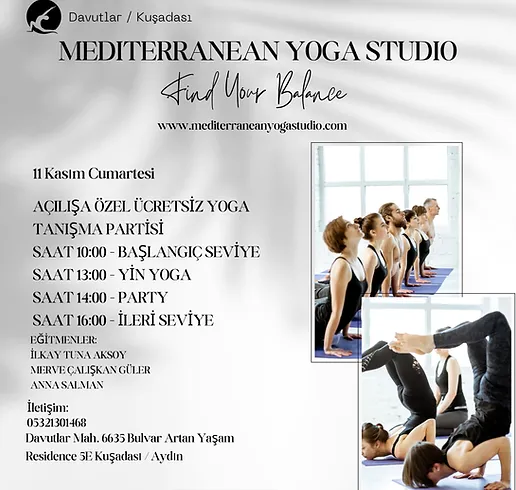 Davutlar / Kuşadası
MEDITERRANEAN YOGA STUDIO
Find Your Balance
www.mediterraneanyogastudio.com
11 Kasım Cumartesi
AÇILIŞA ÖZEL ÜCRETSİZ YOGA
TANIŞMA PARTİSİ
SAAT 10:00 - BAŞLANGIÇ SEVİYE
SAAT 13:00 - YİN YOGA
SAAT 14:00 - PARTY
SAAT 16:00 - İLERİ SEVİYE
EĞİTMENLER:
İLKAY TUNA AKSOY
MERVE ÇALIŞKAN GÜLER
ANNA SALMAN
İletişim:
05321301468
Davutlar Mah. 6635 Bulvar Artan Yaşam
Residence 5E Kuşadası / Aydın